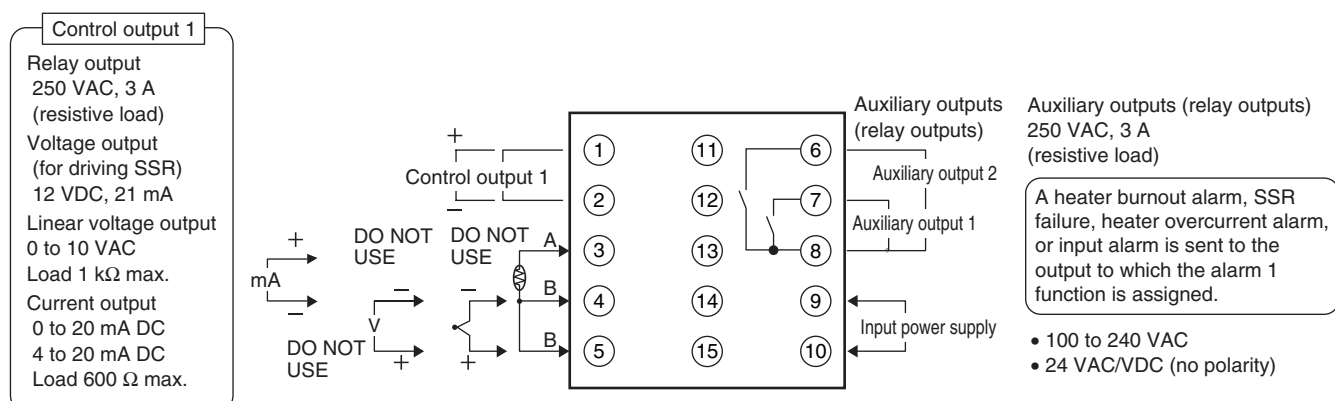 Control output 1
Relay output
250 VAC, 3 A
(resistive load)
Voltage output
(for driving SSR)
12 VDC, 21 mA
Linear voltage output
0 to 10 VAC
Load 1 kΩ max.
Current output
0 to 20 mA DC
4 to 20 mA DC
Load 600 Ω max.
+
mA
−
DO NOT
USE
DO NOT
USE
−
V
+
DO NOT
USE
−
+
+
Control output 1
−
A
B
B
1
2
3
4
5
11
12
13
14
15
6
7
8
9
10
Auxiliary outputs
(relay outputs)
Auxiliary output 2
Auxiliary output 1
Input power supply
Auxiliary outputs (relay outputs)
250 VAC, 3 A
(resistive load)
A heater burnout alarm, SSR
failure, heater overcurrent alarm,
or input alarm is sent to the
output to which the alarm 1
function is assigned.
• 100 to 240 VAC
• 24 VAC/VDC (no polarity)